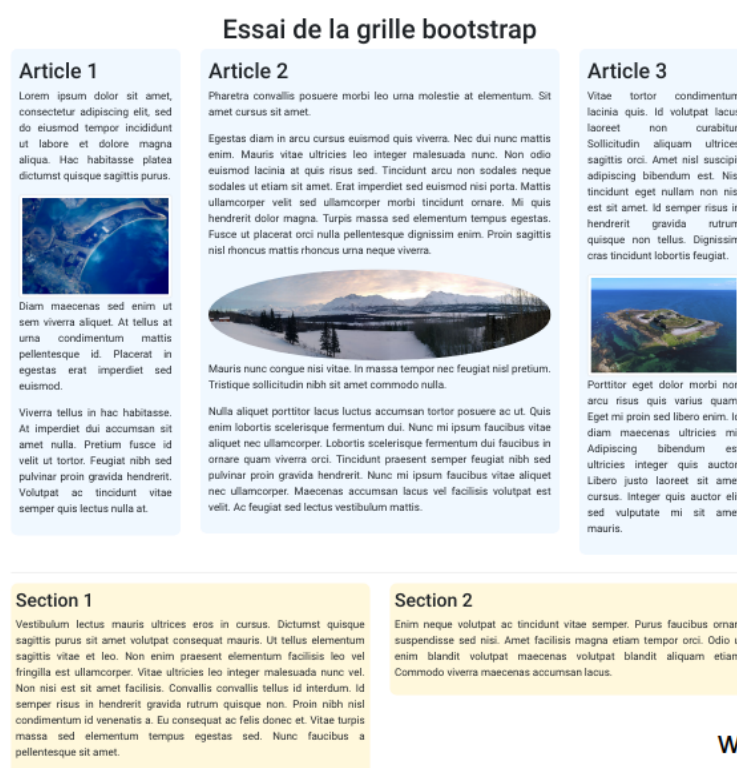 Essai de la grille bootstrap
Article 1
Lorem ipsum dolor sit amet,
consectetur adipiscing elit, sed
do eiusmod tempor incididunt
ut labore et dolore magna
aliqua. Hac habitasse platea
dictumst quisque sagittis purus.
Diam maecenas sed enim ut
sem viverra aliquet. At tellus at
urna condimentum mattis
pellentesque id. Placerat in
egestas erat imperdiet sed
euismod.
Viverra tellus in hac habitasse.
At imperdiet dui accumsan sit
amet nulla. Pretium fusce id
velit ut tortor. Feugiat nibh sed
pulvinar proin gravida hendrerit.
Volutpat ac tincidunt vitae
semper quis lectus nulla at.
Article 2
Pharetra convallis posuere morbi leo urna molestie at elementum. Sit
amet cursus sit amet.
Egestas diam in arcu cursus euismod quis viverra. Nec dui nunc mattis
enim. Mauris vitae ultricies leo integer malesuada nunc. Non odio
euismod lacinia at quis risus sed. Tincidunt arcu non sodales neque
sodales ut etiam sit amet. Erat imperdiet sed euismod nisi porta. Mattis
ullamcorper velit sed ullamcorper morbi tincidunt ornare. Mi quis
hendrerit dolor magna. Turpis massa sed elementum tempus egestas.
Fusce ut placerat orci nulla pellentesque dignissim enim. Proin sagittis
nisl rhoncus mattis rhoncus urna neque viverra.
Mauris nunc congue nisi vitae. In massa tempor nec feugiat nisl pretium.
Tristique sollicitudin nibh sit amet commodo nulla.
Nulla aliquet porttitor lacus luctus accumsan tortor posuere ac ut. Quis
enim lobortis scelerisque fermentum dui. Nunc mi ipsum faucibus vitae
aliquet nec ullamcorper. Lobortis scelerisque fermentum dui faucibus in
ornare quam viverra orci. Tincidunt praesent semper feugiat nibh sed
pulvinar proin gravida hendrerit. Nunc mi ipsum faucibus vitae aliquet
nec ullamcorper. Maecenas accumsan lacus vel facilisis volutpat est
velit. Ac feugiat sed lectus vestibulum mattis.
Article 3
Vitae tortor condimentum
lacinia quis. Id volutpat lacus
laoreet non curabitur
Sollicitudin aliquam ultrices
sagittis orci. Amet nisl suscipi
adipiscing bibendum est. Nis
tincidunt eget nullam non nis
est sit amet. Id semper risus in
hendrerit gravida rutrum
quisque non tellus. Dignissim
cras tincidunt lobortis feugiat.
Porttitor eget dolor morbi non
arcu risus quis varius quam
Eget mi proin sed libero enim. Id
diam maecenas ultricies mi
Adipiscing bibendum es
ultricies integer quis auctor
Libero justo laoreet sit ame
cursus. Integer quis auctor eli
sed vulputate mi sit ame
mauris.
Section 1
Vestibulum lectus mauris ultrices eros in cursus. Dictumst quisque
sagittis purus sit amet volutpat consequat mauris. Ut tellus elementum
sagittis vitae et leo. Non enim praesent elementum facilisis leo vel
fringilla est ullamcorper. Vitae ultricies leo integer malesuada nunc vel.
Non nisi est sit amet facilisis. Convallis convallis tellus id interdum. Id
semper risus in hendrerit gravida rutrum quisque non. Proin nibh nisl
condimentum id venenatis a. Eu consequat ac felis donec et. Vitae turpis
massa sed elementum tempus egestas sed. Nunc faucibus a
pellentesque sit amet.
Section 2
Enim neque volutpat ac tincidunt vitae semper. Purus faucibus ornar
suspendisse sed nisi. Amet facilisis magna etiam tempor orci. Odio u
enim blandit volutpat maecenas volutpat blandit aliquam etiam
Commodo viverra maecenas accumsan lacus.
W